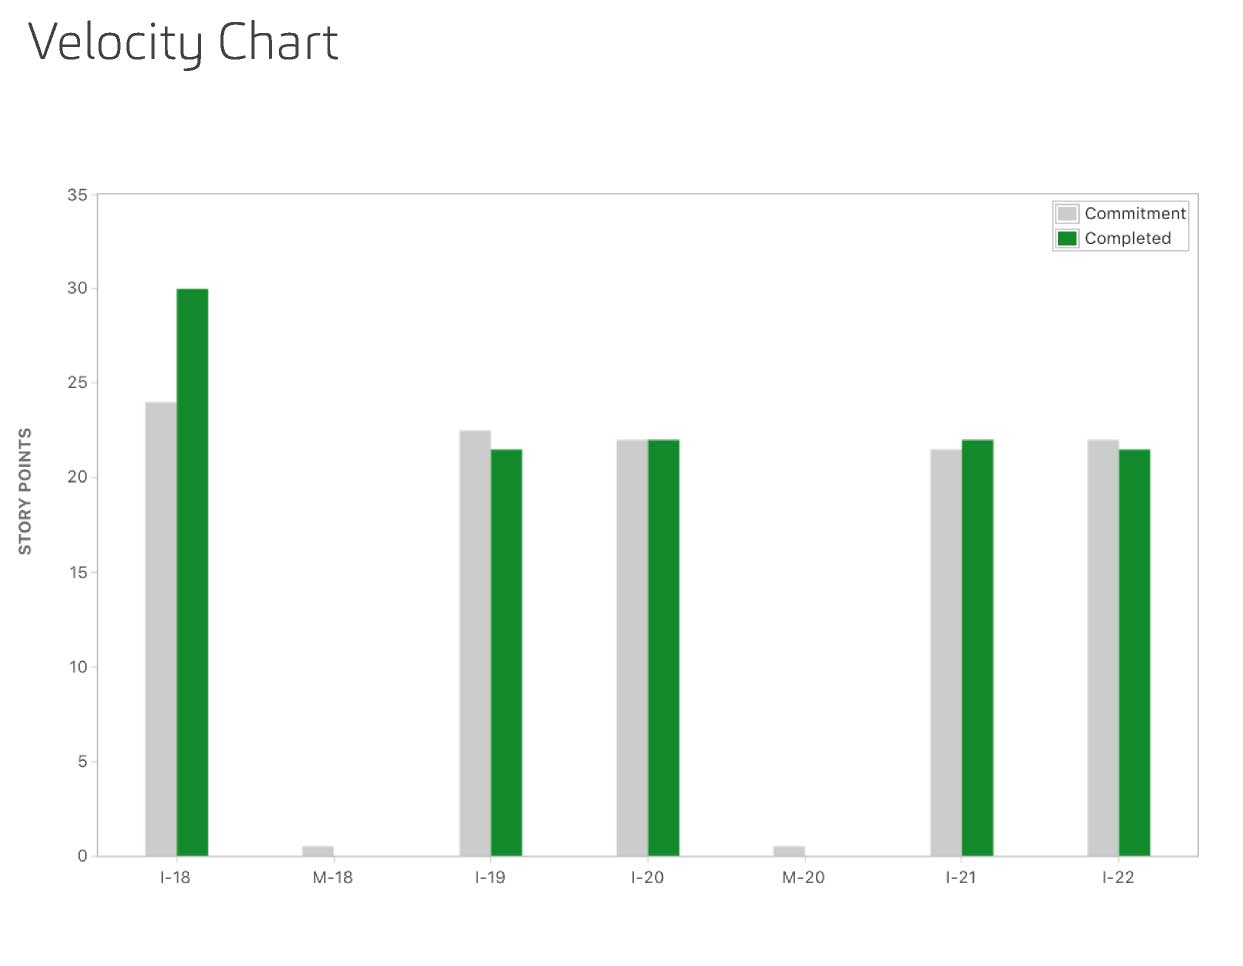 Velocity Chart
35
Commitment
Completed
30
25
20
15
10
5
0
STORY POINTS
I-18
M-18
I-19
I-20
M-20
I-21
I-22